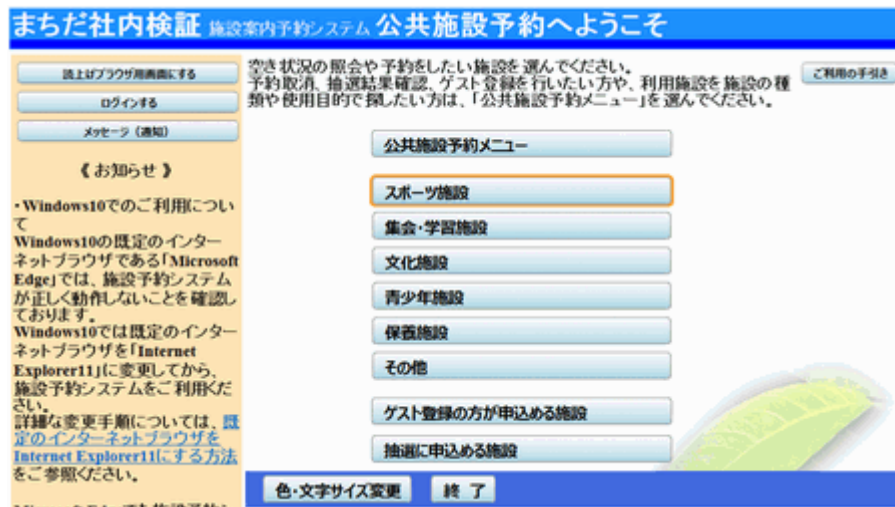 まちだ社内検証 施設案内予約システム 公共施設予約へようこそ
読上げブラウザ用画面にする
ログインする
メッセージ（通知）
《お知らせ》
・Windows10でのご利用につい
て
Windows10の既定のインター
ネットブラウザである「Microsoft
Edge」では、施設予約システム
が正しく動作しないことを確認し
ております。
Windows10では既定のインター
ネットブラウザを「Internet
Explorer11」に変更してから、
施設予約システムをご利用くだ
さい。
詳細な変更手順については、既
定のインターネットブラウザを
Internet Explorer11にする方法
をご参照ください。
空き状況の照会や予約をしたい施設を選んでください。
予約取消、抽選結果確認、ゲスト登録を行いたい方や、利用施設を施設の種
類や使用目的で探したい方は、「公共施設予約メニュー」を選んでください。
ご利用の手引き
公共施設予約メニュー
スポーツ施設
集会・学習施設
文化施設
青少年施設
保養施設
その他
ゲスト登録の方が申込める施設
抽選に申込める施設
色・文字サイズ変更
終 了